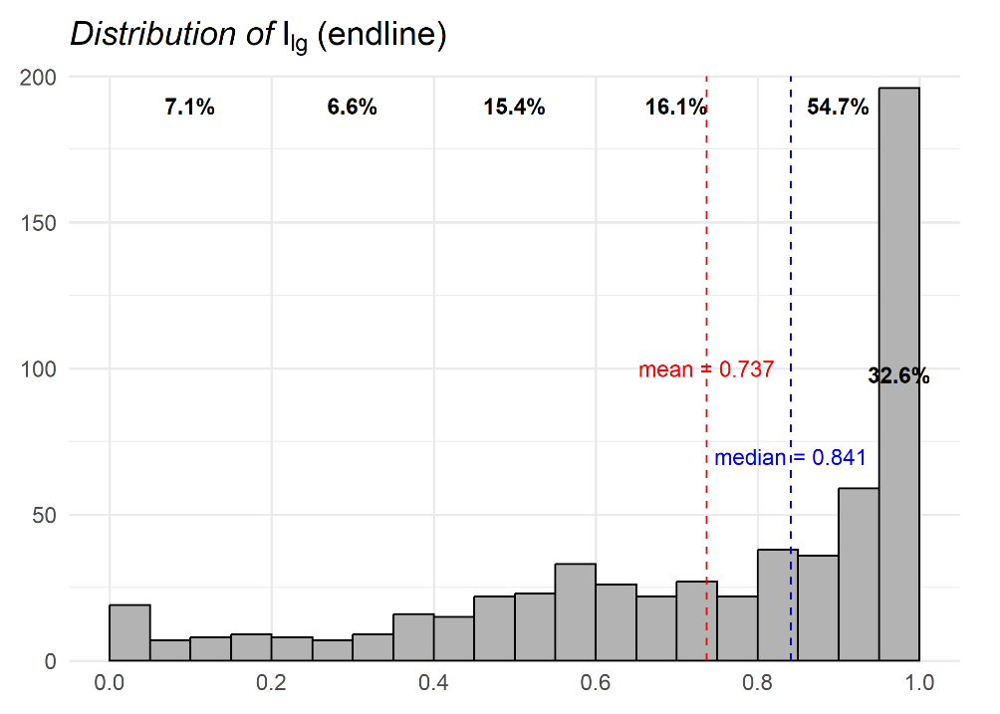 Distribution of Ilg (endline)
200
7.1% 6.6% 15.4% 16.1% 54.7%
150
100
mean = 0.737
32.6%
median = 0.841
50
0
0.0 0.2 0.4 0.6 0.8 1.0